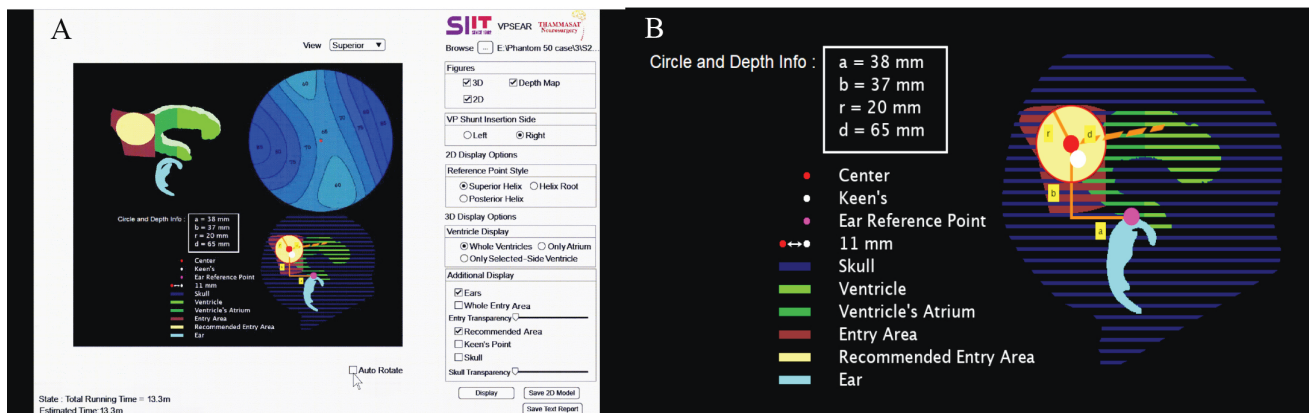 A
View Superior
SIIT VPSEAR THAMMASAT
Neurosurgery
Browse ... E:\Phantom 50 case\3\S2...
Figures
3D Depth Map
2D
VP Shunt Insertion Side
Left Right
2D Display Options
Reference Point Style
Superior Helix Helix Root
Posterior Helix
3D Display Options
Ventricle Display
Whole Ventricles Only Atrium
Only Selected-Side Ventricle
Additional Display
Ears
Whole Entry Area
Entry Transparency
Recommended Area
Keen's Point
Skull
Skull Transparency
Display Save 2D Model
Save Text Report
Circle and Depth Info : a = 38 mm
b = 37 mm
r = 20 mm
d = 65 mm
Center
Keen's
Ear Reference Point
11 mm
Skull
Ventricle
Ventricle's Atrium
Entry Area
Recommended Entry Area
Ear
Auto Rotate
State : Total Running Time = 13.3m
Estimated Time:13.3m
B
Circle and Depth Info : a = 38 mm
b = 37 mm
r = 20 mm
d = 65 mm
r d
b
a
Center
Keen's
Ear Reference Point
11 mm
Skull
Ventricle
Ventricle's Atrium
Entry Area
Recommended Entry Area
Ear